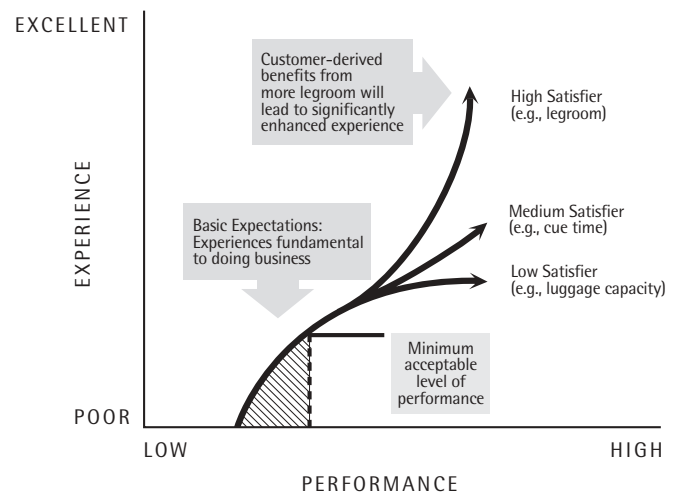 EXCELLENT
Customer-derived
benefits from
more legroom will
lead to significantly
enhanced experience
High Satisfier
(e.g., legroom)
EXPERIENCE
Basic Expectations:
Experiences fundamental
to doing business
Medium Satisfier
(e.g., cue time)
Low Satisfier
(e.g., luggage capacity)
Minimum
acceptable
level of
performance
POOR
LOW
HIGH
PERFORMANCE